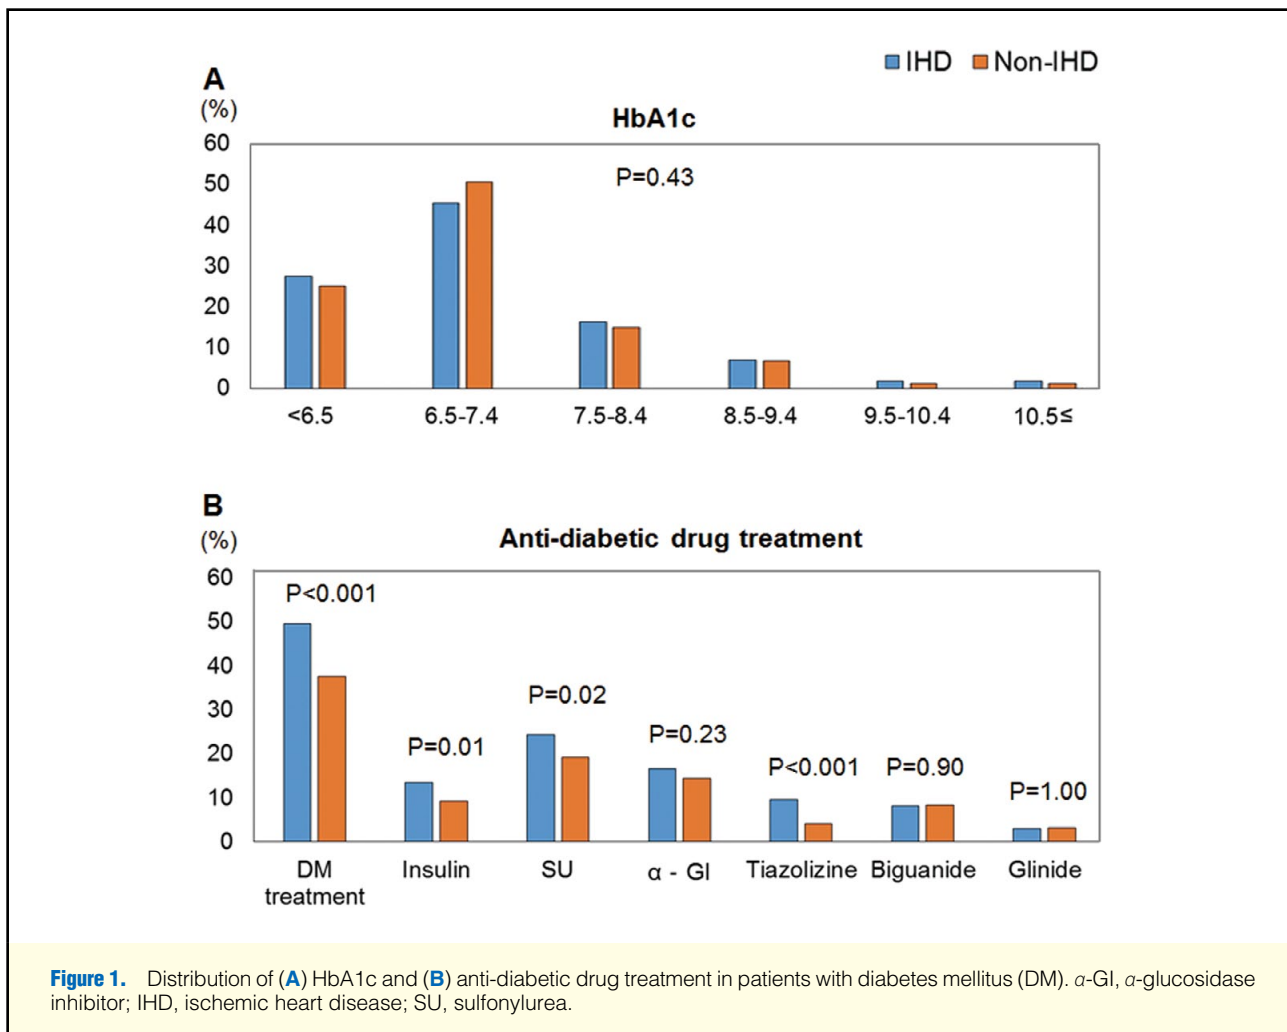 IHD Non-IHD
A
(%)
HbA1c
60
50
40
30
20
10
0
P=0.43
<6.5 6.5-7.4 7.5-8.4 8.5-9.4 9.5-10.4 10.5≤
B
(%)
Anti-diabetic drug treatment
60
50
40
30
20
10
0
P<0.001
P=0.01
P=0.02
P=0.23
P<0.001
P=0.90
P=1.00
DM
treatment
Insulin
SU
α - GI
Tiazolizine
Biguanide
Glinide
Figure 1. Distribution of (A) HbA1c and (B) anti-diabetic drug treatment in patients with diabetes mellitus (DM). α-GI, α-glucosidase
inhibitor; IHD, ischemic heart disease; SU, sulfonylurea.